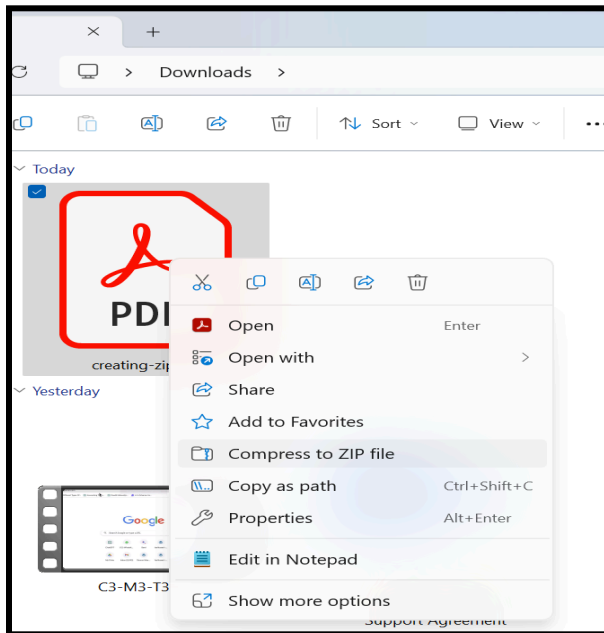 Downloads
Sort
View
Today
PDF
creating-zip
Open Enter
Open with
Share
Add to Favorites
Compress to ZIP file
Copy as path Ctrl+Shift+C
Properties Alt+Enter
Edit in Notepad
Show more options
Yesterday
Google
C3-M3-T3
Support Agreement